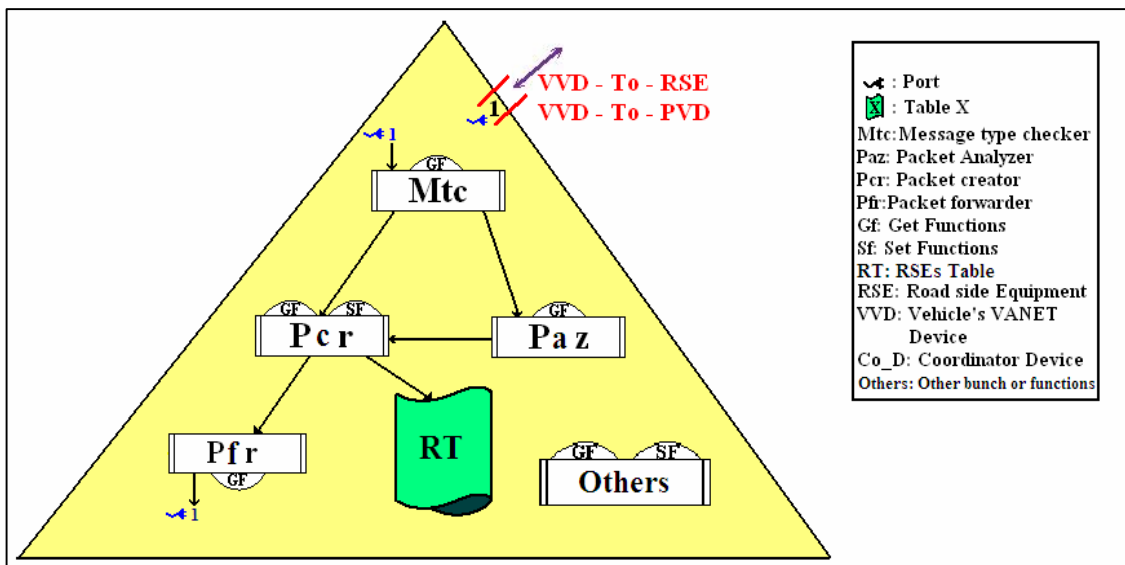 VVD - To - RSE
1 VVD - To - PVD
1
GF
Mtc
GF SF
Pcr
GF
Paz
RT
Pfr
GF
1
GF SF
Others
: Port
X : Table X
Mtc: Message type checker
Paz: Packet Analyzer
Pcr: Packet creator
Pfr:Packet forwarder
Gf: Get Functions
Sf: Set Functions
RT: RSEs Table
RSE: Road side Equipment
VVD: Vehicle's VANET
Device
Co_D: Coordinator Device
Others: Other bunch or functions